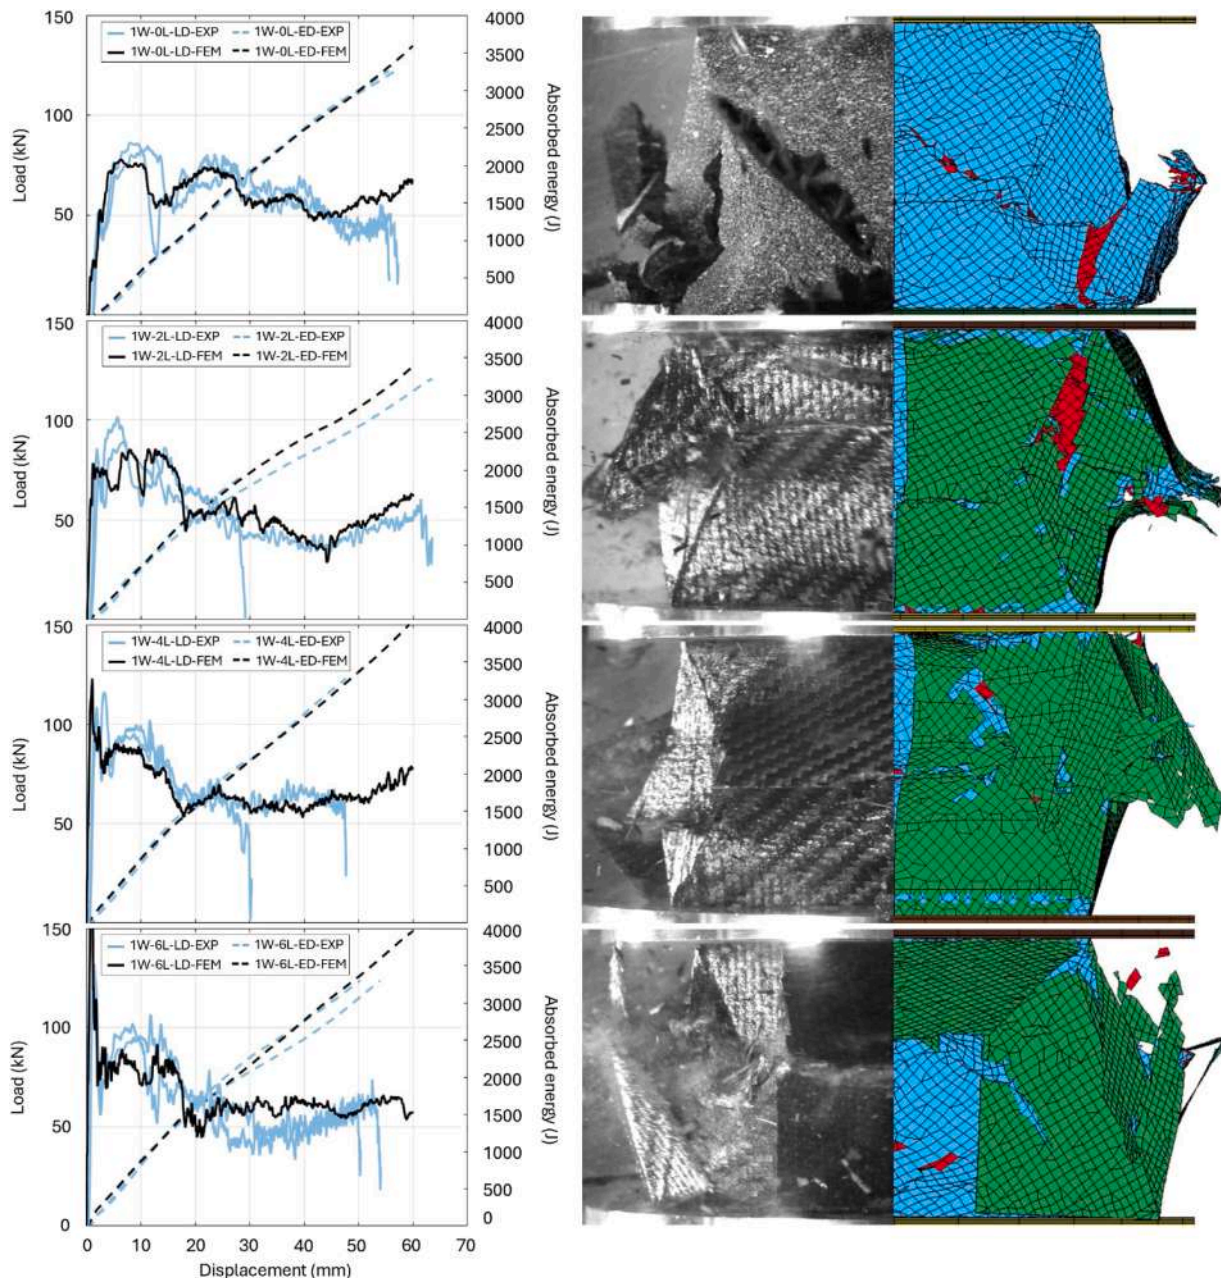 150
100
50
Load (kN)
1W-0L-LD-EXP
1W-0L-ED-EXP
1W-0L-LD-FEM
1W-0L-ED-FEM
4000
3500
3000
2500
2000
1500
1000
500
Absorbed energy (J)
150
100
50
Load (kN)
1W-2L-LD-EXP
1W-2L-ED-EXP
1W-2L-LD-FEM
1W-2L-ED-FEM
4000
3500
3000
2500
2000
1500
1000
500
Absorbed energy (J)
150
100
50
Load (kN)
1W-4L-LD-EXP
1W-4L-ED-EXP
1W-4L-LD-FEM
1W-4L-ED-FEM
4000
3500
3000
2500
2000
1500
1000
500
Absorbed energy (J)
150
100
50
0
Load (kN)
1W-6L-LD-EXP
1W-6L-ED-EXP
1W-6L-LD-FEM
1W-6L-ED-FEM
4000
3500
3000
2500
2000
1500
1000
500
0
Absorbed energy (J)
0 10 20 30 40 50 60 70
Displacement (mm)